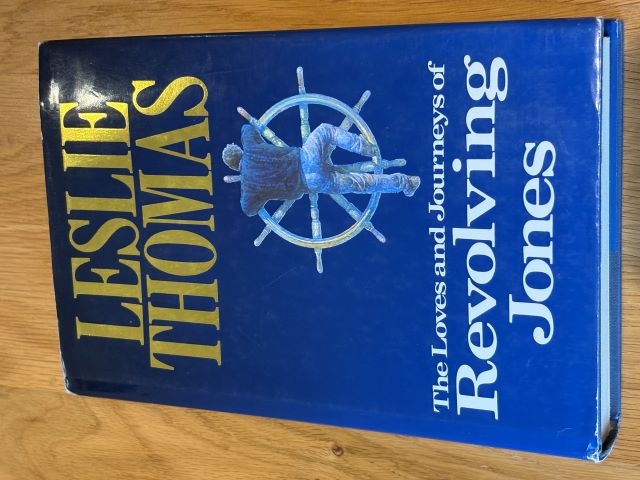 LESLIE
THOMAS
The Loves and Journeys of
Revolving
Jones